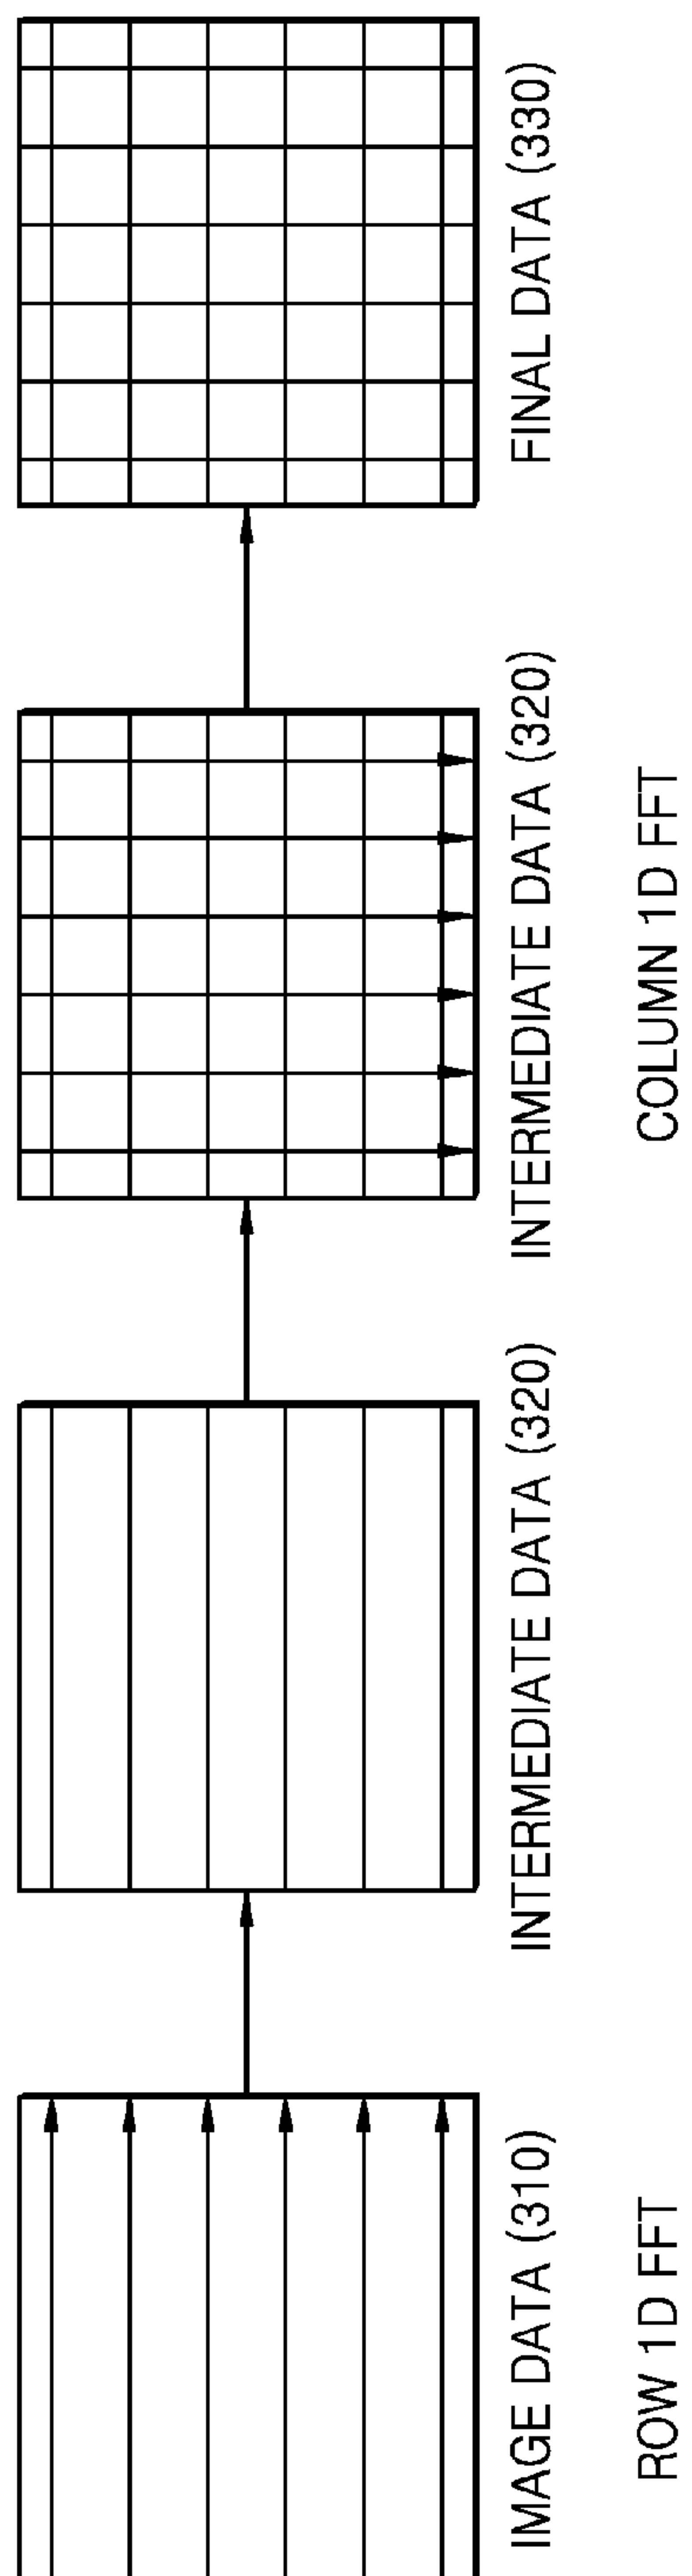 IMAGE DATA (310)
INTERMEDIATE DATA (320)
INTERMEDIATE DATA (320)
FINAL DATA (330)
ROW 1D FFT
COLUMN 1D FFT